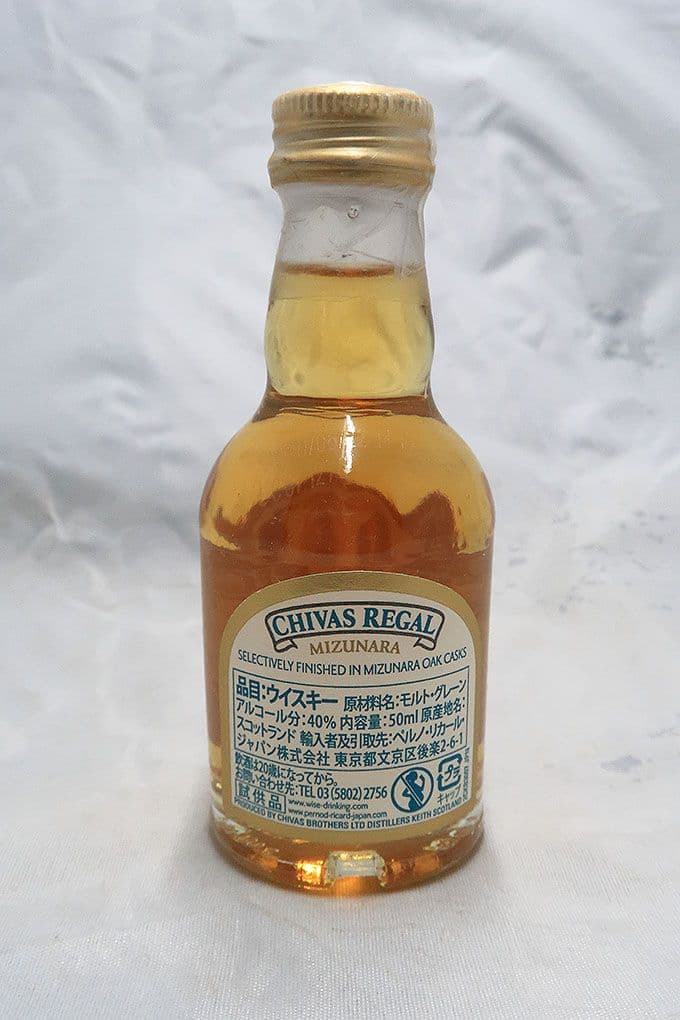 CHIVAS REGAL
MIZUNARA
SELECTIVELY FINISHED IN MIZUNARA OAK CASKS
品目:ウイスキー 原材料名:モルト・グレーン
アルコール分:40% 内容量:50ml 原産地名:
スコットランド 輸入者及引取先:ペルノ・リカール・
ジャパン株式会社 東京都文京区後楽2-6-1
飲酒は20歳になってから。
お問い合わせ先:TEL 03 (5802) 2756
試供品 www.wise-drinking.com
www.pernod-ricard-japan.com
プラ
キャップ
PRODUCED BY CHIVAS BROTHERS LTD DISTILLERS KEITH SCOTLAND